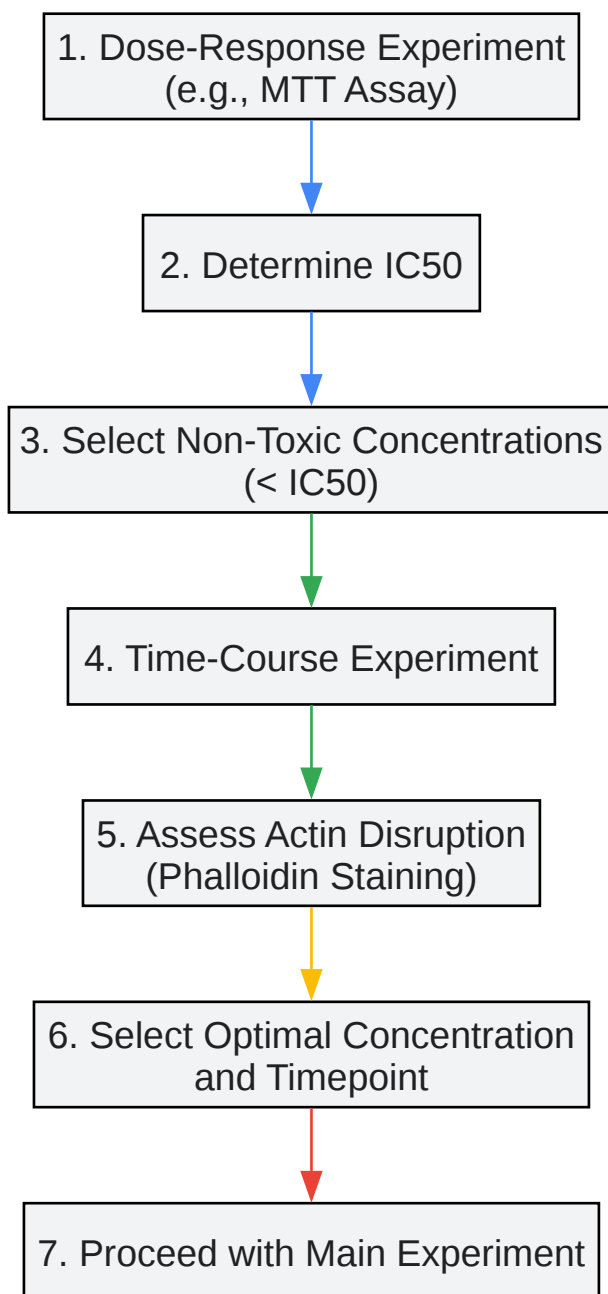 1. Dose-Response Experiment
(e.g., MTT Assay)
2. Determine IC50
3. Select Non-Toxic Concentrations
(< IC50)
4. Time-Course Experiment
5. Assess Actin Disruption
(Phalloidin Staining)
6. Select Optimal Concentration
and Timepoint
7. Proceed with Main Experiment